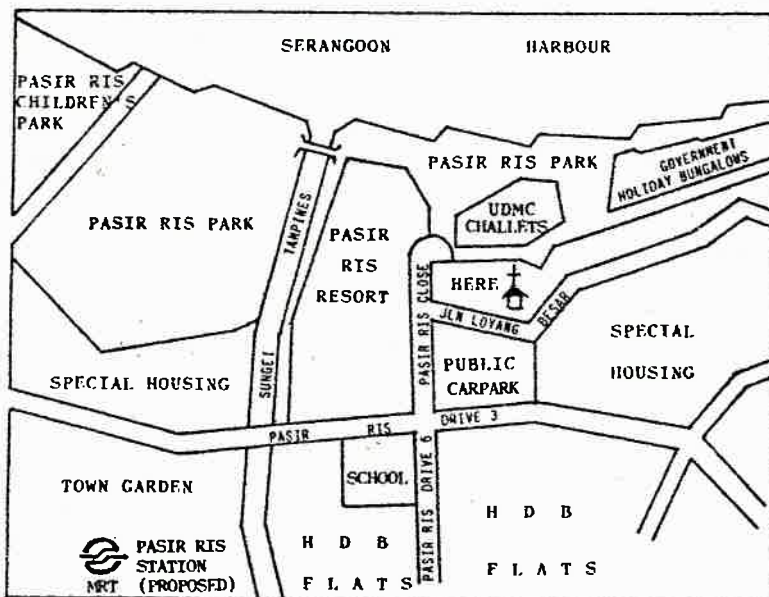 SERANGOON HARBOUR
PASIR RIS
CHILDREN'S
PARK
PASIR RIS PARK
GOVERNMENT
HOLIDAY BUNGALOWS
UDMC
CHALLETS
PASIR RIS PARK
TAMPINES
SUNGEI
PASIR
RIS
RESORT
HERE
PASIR RIS CLOSE
JLN LOYANG BESAR
SPECIAL
HOUSING
PUBLIC
CARPARK
SPECIAL HOUSING
PASIR RIS DRIVE 3
TOWN GARDEN
SCHOOL
PASIR RIS DRIVE 6
H D B
FLATS
H D B
FLATS
PASIR RIS
STATION
MRT (PROPOSED)